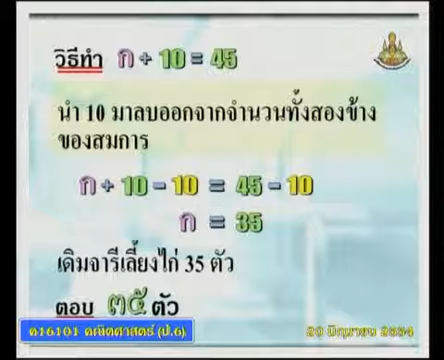 วิธีทำ ก + 10 = 45
นำ 10 มาลบออกจากจำนวนทั้งสองข้าง
ของสมการ
ก + 10 - 10 = 45 - 10
ก = 35
เดิมจารีเลี้ยงไก่ 35 ตัว
ตอบ ๓๕ ตัว
ค16101 คณิตศาสตร์ (ป.6)
20 มิถุนายน 2554